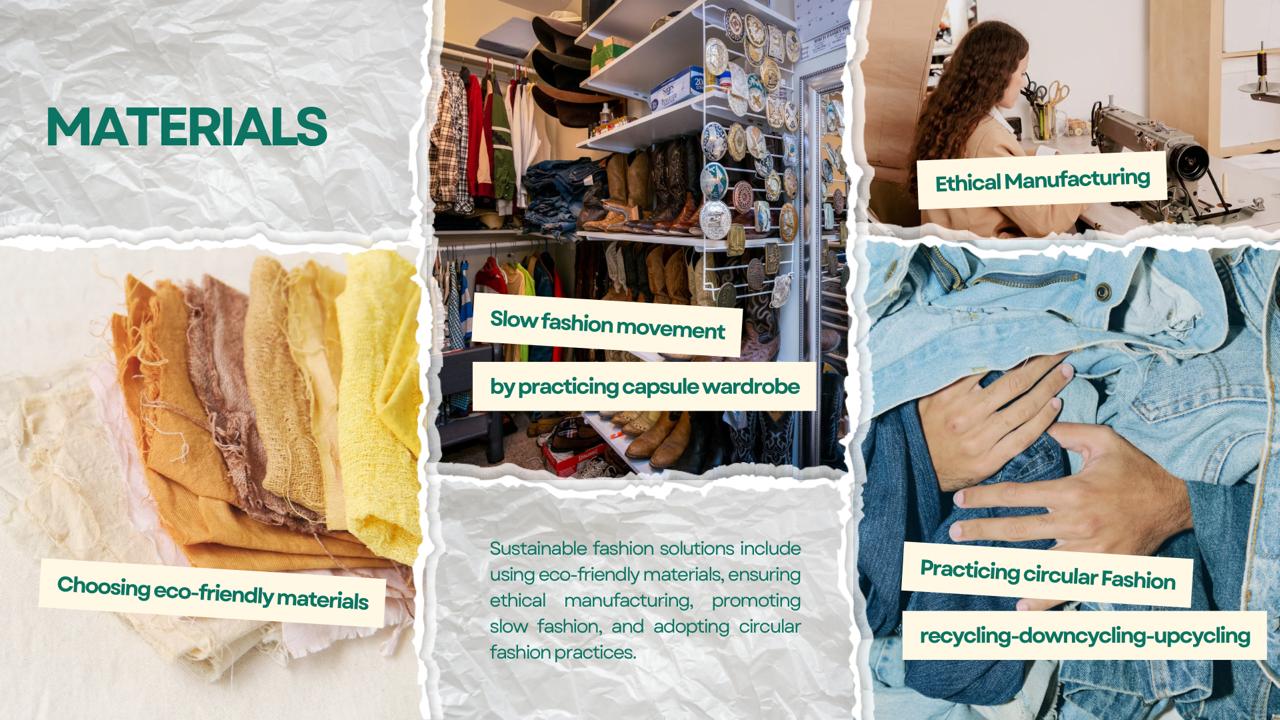 MATERIALS
Choosing eco-friendly materials
Slow fashion movement
by practicing capsule wardrobe
Sustainable fashion solutions include
using eco-friendly materials, ensuring
ethical manufacturing, promoting
slow fashion, and adopting circular
fashion practices.
Ethical Manufacturing
Practicing circular Fashion
recycling-downcycling-upcycling